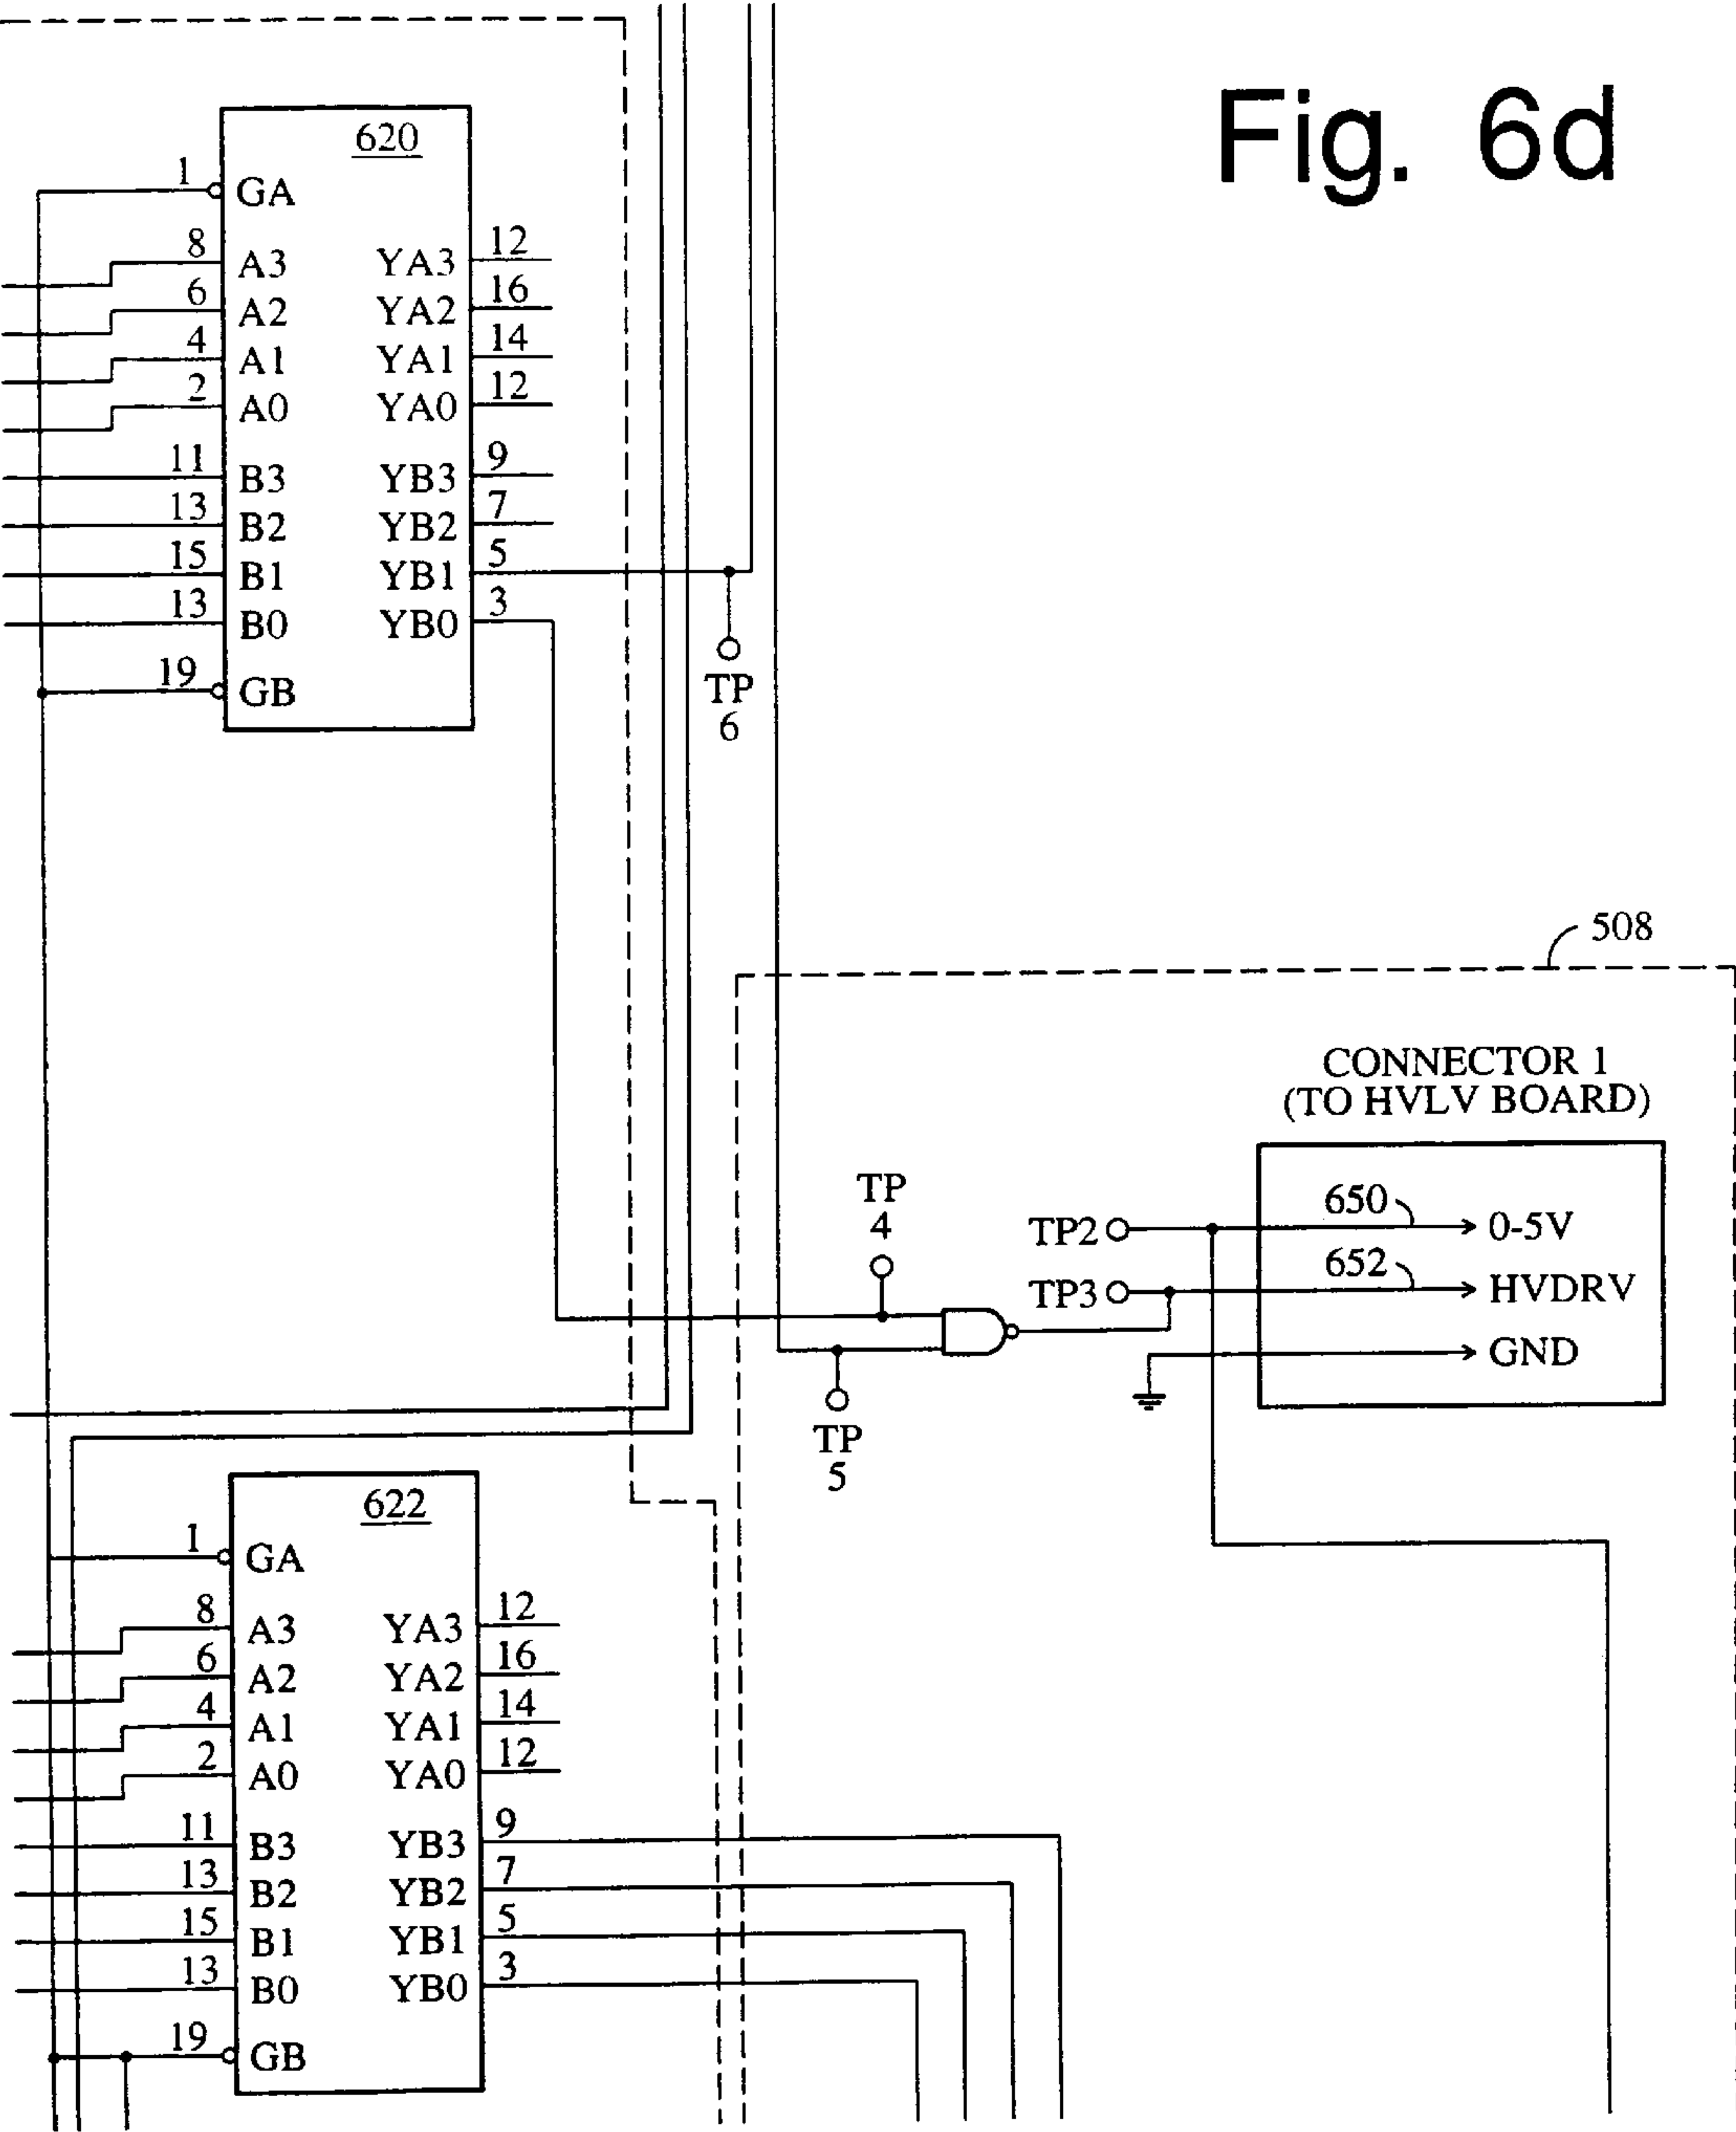 Fig. 6d
620
1 GA
8 A3 YA3 12
6 A2 YA2 16
4 A1 YA1 14
2 A0 YA0 12
11 B3 YB3 9
13 B2 YB2 7
15 B1 YB1 5
13 B0 YB0 3
19 GB
TP
6
508
CONNECTOR 1
(TO HVLV BOARD)
TP
4
TP2 650 0-5V
TP3 652 HVDRV
GND
TP
5
622
1 GA
8 A3 YA3 12
6 A2 YA2 16
4 A1 YA1 14
2 A0 YA0 12
11 B3 YB3 9
13 B2 YB2 7
15 B1 YB1 5
13 B0 YB0 3
19 GB